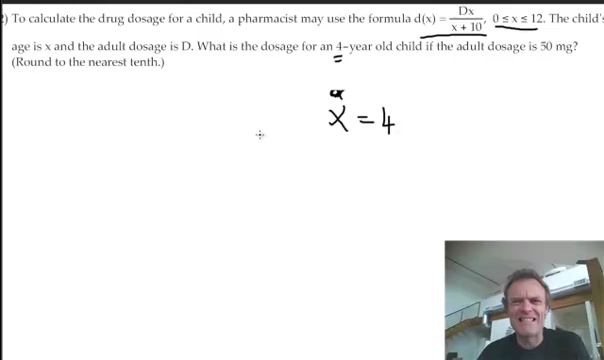 2) To calculate the drug dosage for a child, a pharmacist may use the formula d(x) = Dx / x + 10, 0 ≤ x ≤ 12. The child's
age is x and the adult dosage is D. What is the dosage for an 4-year old child if the adult dosage is 50 mg?
(Round to the nearest tenth.)
x = 4